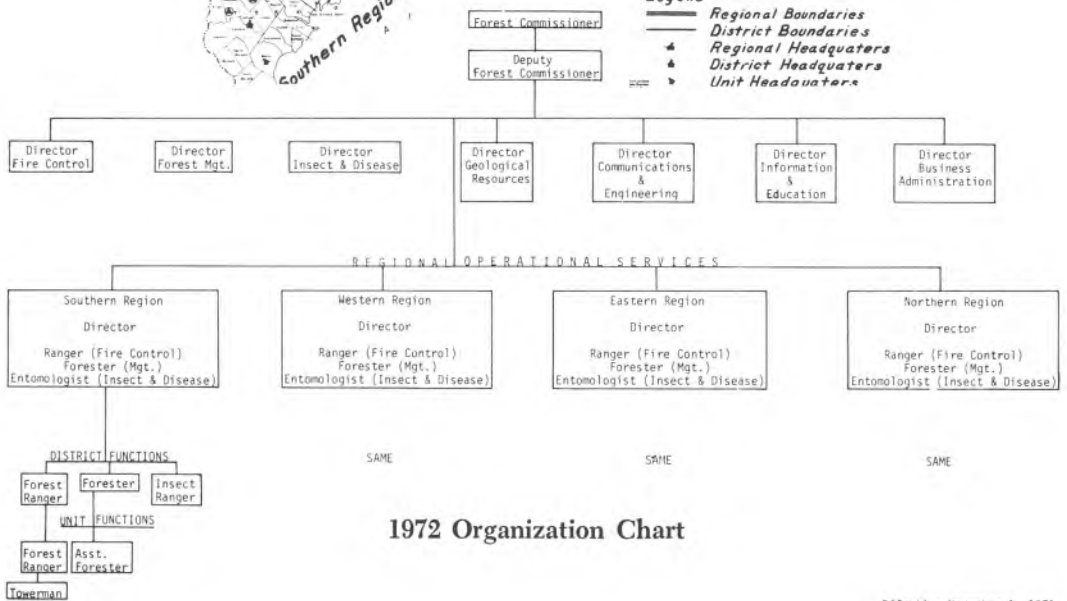 Southern Regio
Regional Boundaries
District Boundaries
Regional Headquaters
District Headquaters
Unit Headquaters
Forest Commissioner
Deputy
Forest Commissioner
Director
Fire Control
Director
Forest Mgt.
Director
Insect & Disease
Director
Geological
Resources
Director
Communications
&
Engineering
Director
Information
&
Education
Director
Business
Administration
REGIONAL OPERATIONAL SERVICES
Southern Region
Director
Ranger (Fire Control)
Forester (Mgt.)
Entomologist (Insect & Disease)
Western Region
Director
Ranger (Fire Control)
Forester (Mgt.)
Entomologist (Insect & Disease)
Eastern Region
Director
Ranger (Fire Control)
Forester (Mgt.)
Entomologist (Insect & Disease)
Northern Region
Director
Ranger (Fire Control)
Forester (Mgt.)
Entomologist (Insect & Disease)
DISTRICT FUNCTIONS
Forest
Ranger
Forester
Insect
Ranger
UNIT FUNCTIONS
Forest
Ranger
Asst.
Forester
Towerman
SAME
SAME
SAME
1972 Organization Chart